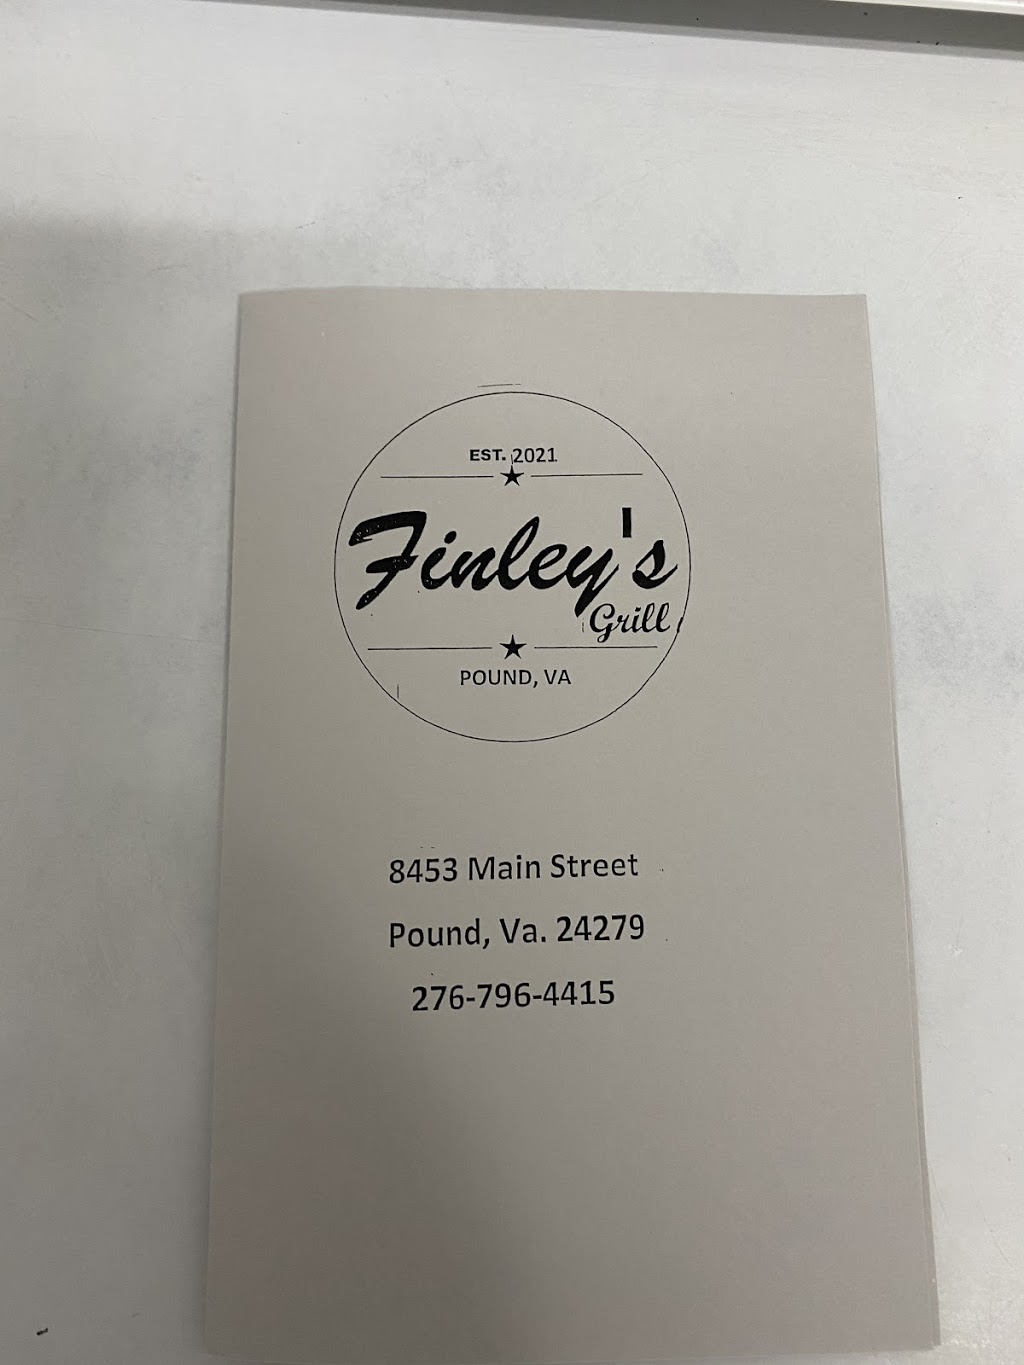 EST. 2021
Finley's
Grill
POUND, VA
8453 Main Street
Pound, Va. 24279
276-796-4415